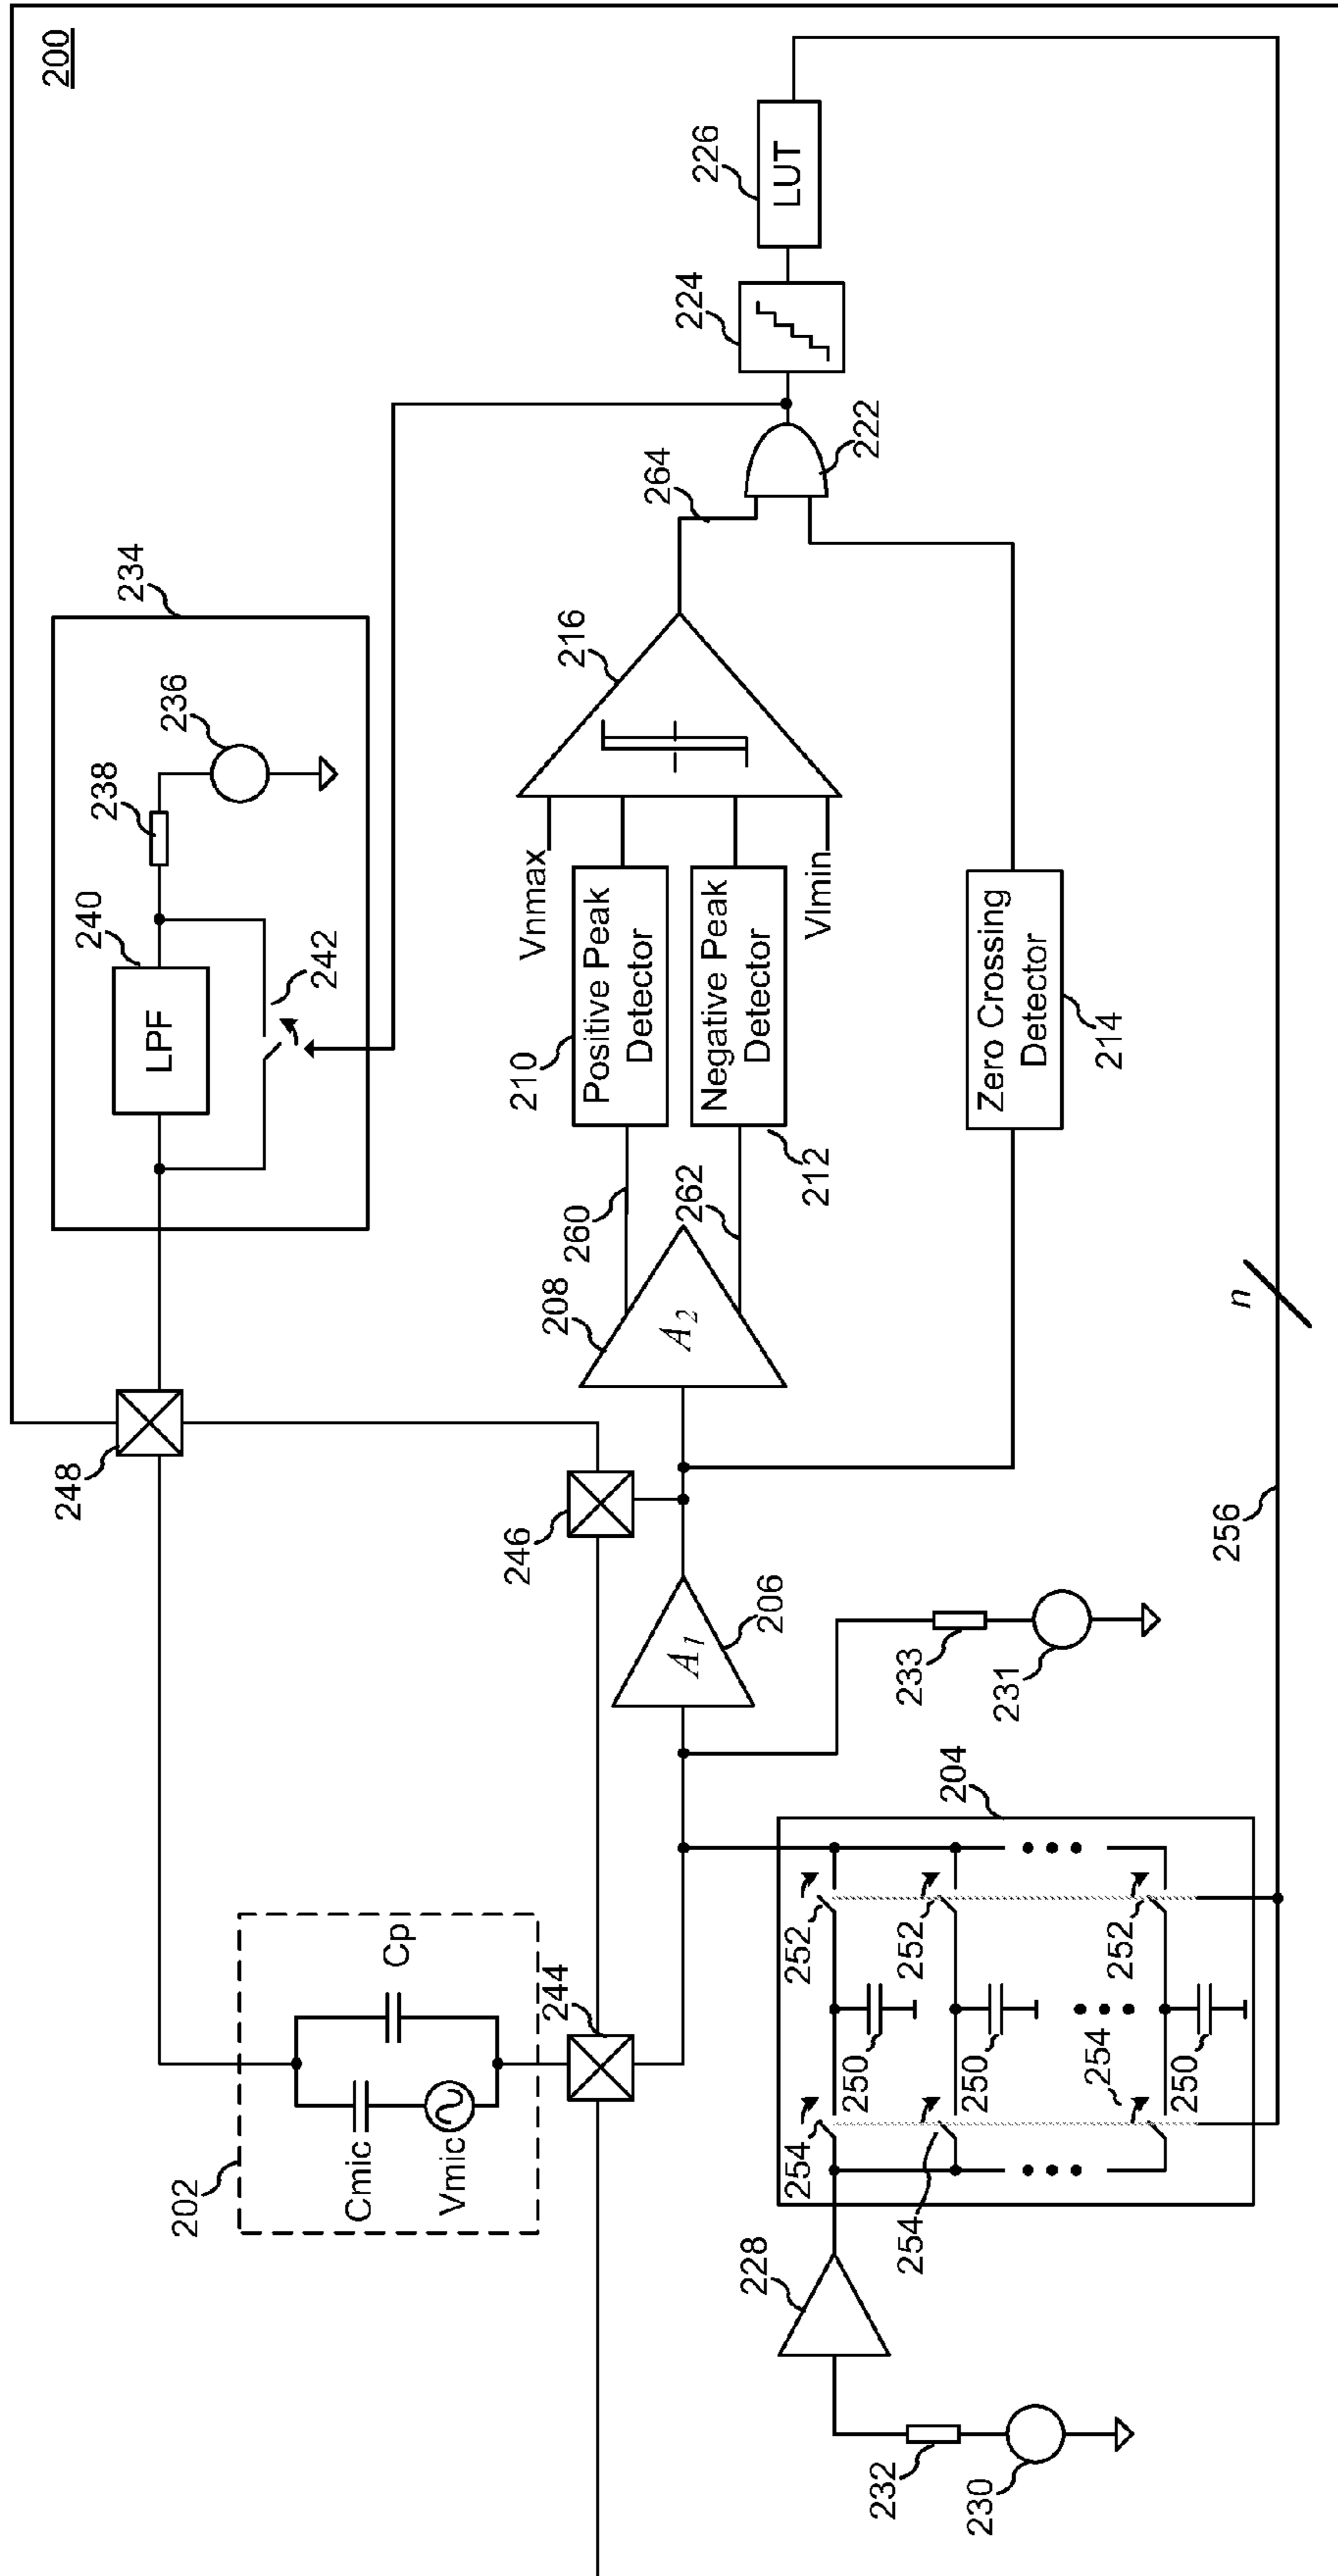 200
234
236
238
240
LPF
242
248
226
LUT
224
222
264
216
Vnmax
Vlmin
210
Positive Peak
Detector
Negative Peak
Detector
212
Zero Crossing
Detector
214
260
262
208
A2
246
206
A1
n
256
233
231
204
252
252
252
250
250
250
254
254
254
202
Cmic
Vmic
Cp
244
228
232
230